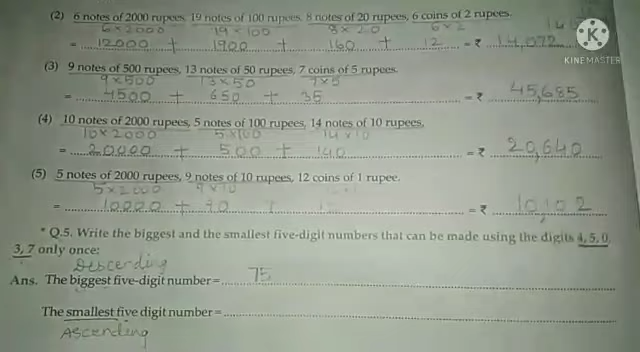 (2) 6 notes of 2000 rupees, 19 notes of 100 rupees, 8 notes of 20 rupees, 6 coins of 2 rupees.
6×2000 19×100 8×20 6×2
= 12000 + 1900 + 160 + 12 = ₹ 14,072
K
KINEMASTER
(3) 9 notes of 500 rupees, 13 notes of 50 rupees, 7 coins of 5 rupees.
9×500 13×50 7×5
= 4500 + 650 + 35 = ₹ 45,685
(4) 10 notes of 2000 rupees, 5 notes of 100 rupees, 14 notes of 10 rupees,
10×2000 5×100 14×10
= 20000 + 500 + 140 = ₹ 20,640
(5) 5 notes of 2000 rupees, 9 notes of 10 rupees, 12 coins of 1 rupee.
5×2000 9×10
= 10000 + 90 = ₹ 10,102
* Q.5. Write the biggest and the smallest five-digit numbers that can be made using the digits 4, 5, 0,
3, 7 only once:
Descending
Ans. The biggest five-digit number = 75
The smallest five digit number =
Ascending